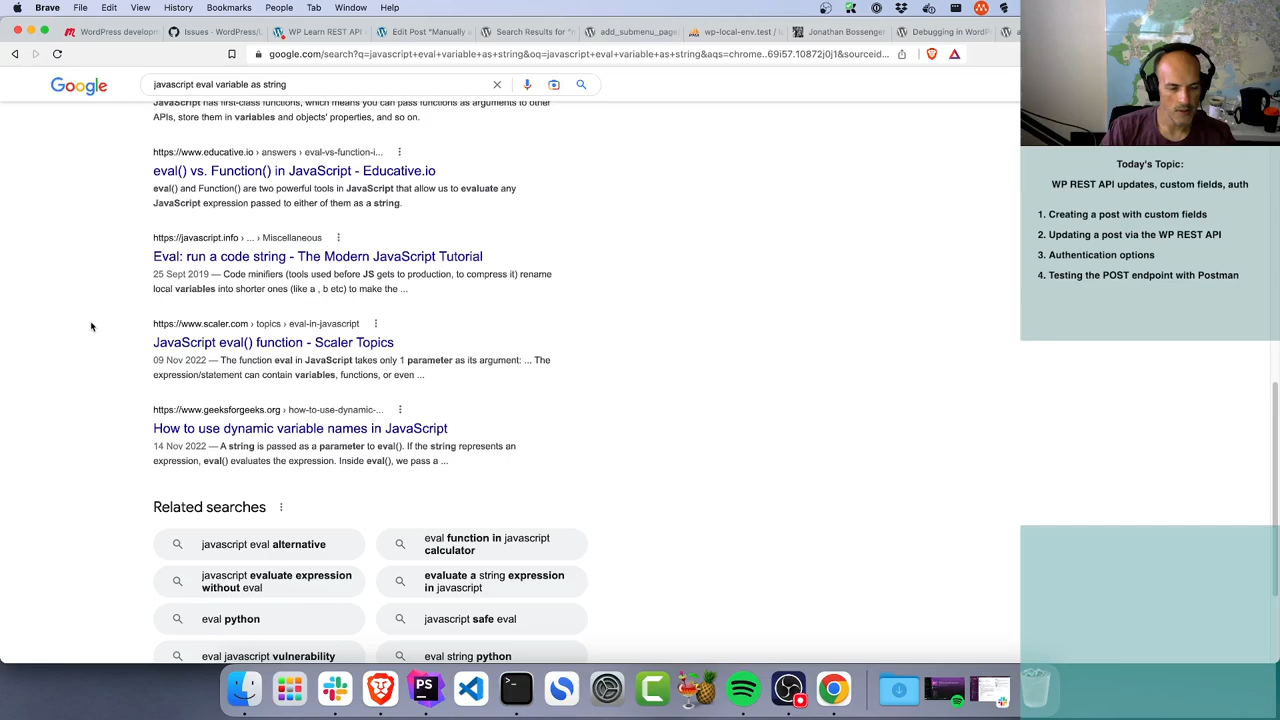 Brave File Edit View History Bookmarks People Tab Window Help
WordPress develop
Issues · WordPress/L
WP Learn REST API
Edit Post "Manually a
Search Results for "r
add_submenu_page
wp-local-env.test / lo
Jonathan Bossenger
Debugging in WordPr
google.com/search?q=javascript+eval+variable+as+string&oq=javascript+eval+variable+as+string&aqs=chrome..69i57.10872j0j1&sourceid...
Google
javascript eval variable as string
JavaScript has first-class functions, which means you can pass functions as arguments to other
APIs, store them in variables and objects' properties, and so on.
https://www.educative.io › answers › eval-vs-function-i...
eval() vs. Function() in JavaScript - Educative.io
eval() and Function() are two powerful tools in JavaScript that allow us to evaluate any
JavaScript expression passed to either of them as a string.
https://javascript.info › ... › Miscellaneous
Eval: run a code string - The Modern JavaScript Tutorial
25 Sept 2019 — Code minifiers (tools used before JS gets to production, to compress it) rename
local variables into shorter ones (like a , b etc) to make the ...
https://www.scaler.com › topics › eval-in-javascript
JavaScript eval() function - Scaler Topics
09 Nov 2022 — The function eval in JavaScript takes only 1 parameter as its argument: ... The
expression/statement can contain variables, functions, or even ...
https://www.geeksforgeeks.org › how-to-use-dynamic-...
How to use dynamic variable names in JavaScript
14 Nov 2022 — A string is passed as a parameter to eval(). If the string represents an
expression, eval() evaluates the expression. Inside eval(), we pass a ...
Related searches
javascript eval alternative
eval function in javascript
calculator
javascript evaluate expression
without eval
evaluate a string expression
in javascript
eval python
javascript safe eval
eval javascript vulnerability
eval string python
Today's Topic:
WP REST API updates, custom fields, auth
1. Creating a post with custom fields
2. Updating a post via the WP REST API
3. Authentication options
4. Testing the POST endpoint with Postman
PS